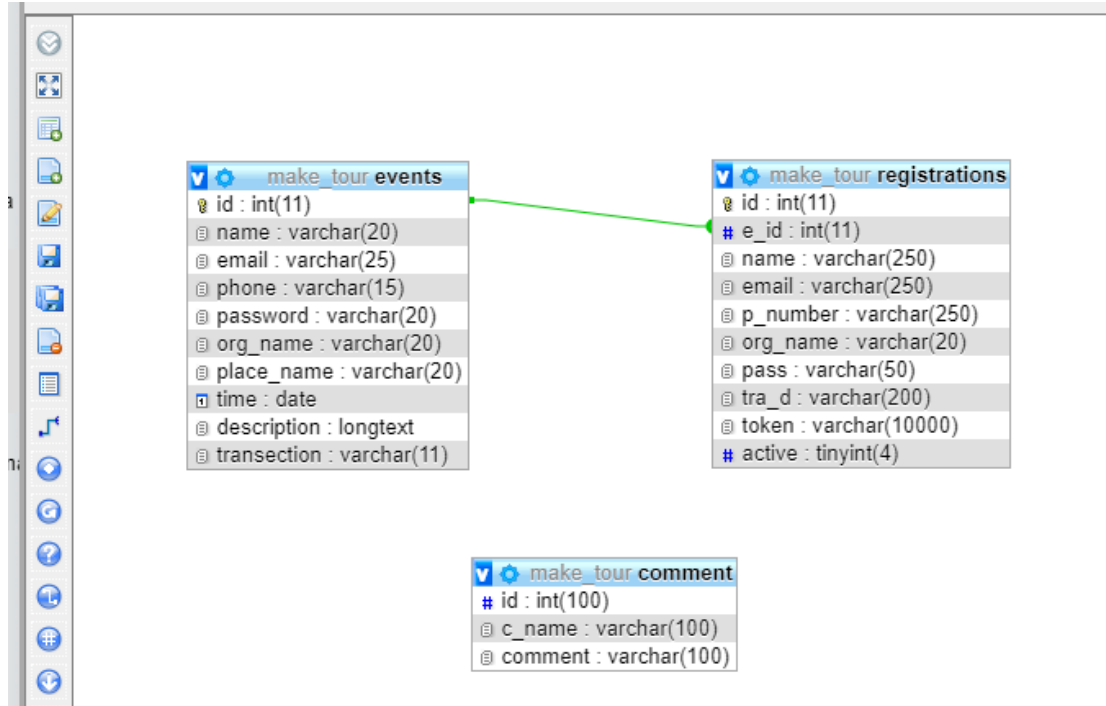 make_tour events
id : int(11)
name : varchar(20)
email : varchar(25)
phone : varchar(15)
password : varchar(20)
org_name : varchar(20)
place_name : varchar(20)
time : date
description : longtext
transection : varchar(11)
make_tour registrations
id : int(11)
e_id : int(11)
name : varchar(250)
email : varchar(250)
p_number : varchar(250)
org_name : varchar(20)
pass : varchar(50)
tra_d : varchar(200)
token : varchar(10000)
active : tinyint(4)
make_tour comment
id : int(100)
c_name : varchar(100)
comment : varchar(100)